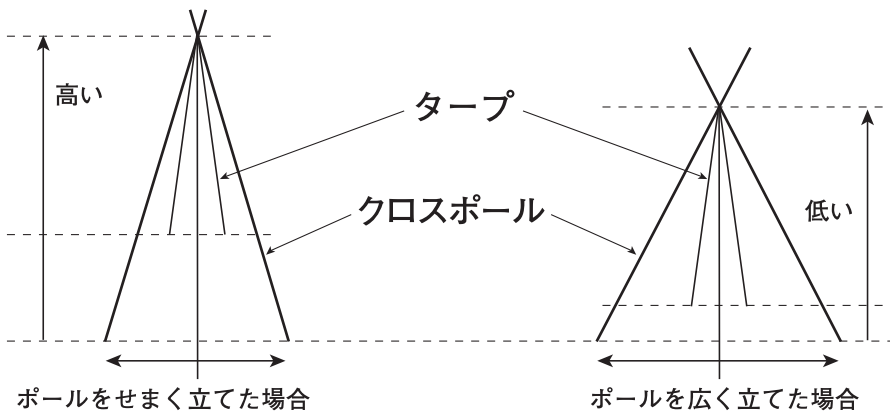 高い
タープ
クロスポール
低い
ポールをせまく立てた場合
ポールを広く立てた場合